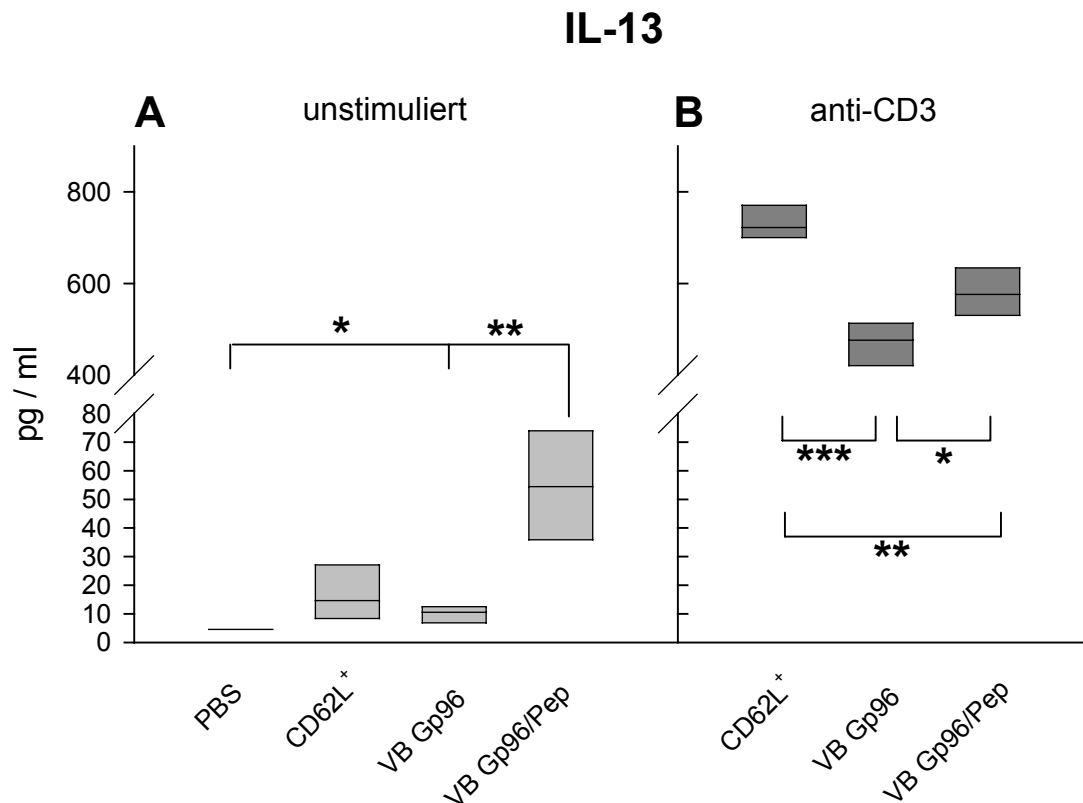 IL-13
A unstimuliert
B anti-CD3
pg / ml
800
600
400
80
70
60
50
40
30
20
10
0
* **
*** *
**
PBS
CD62L+
VB Gp96
VB Gp96/Pep
CD62L+
VB Gp96
VB Gp96/Pep